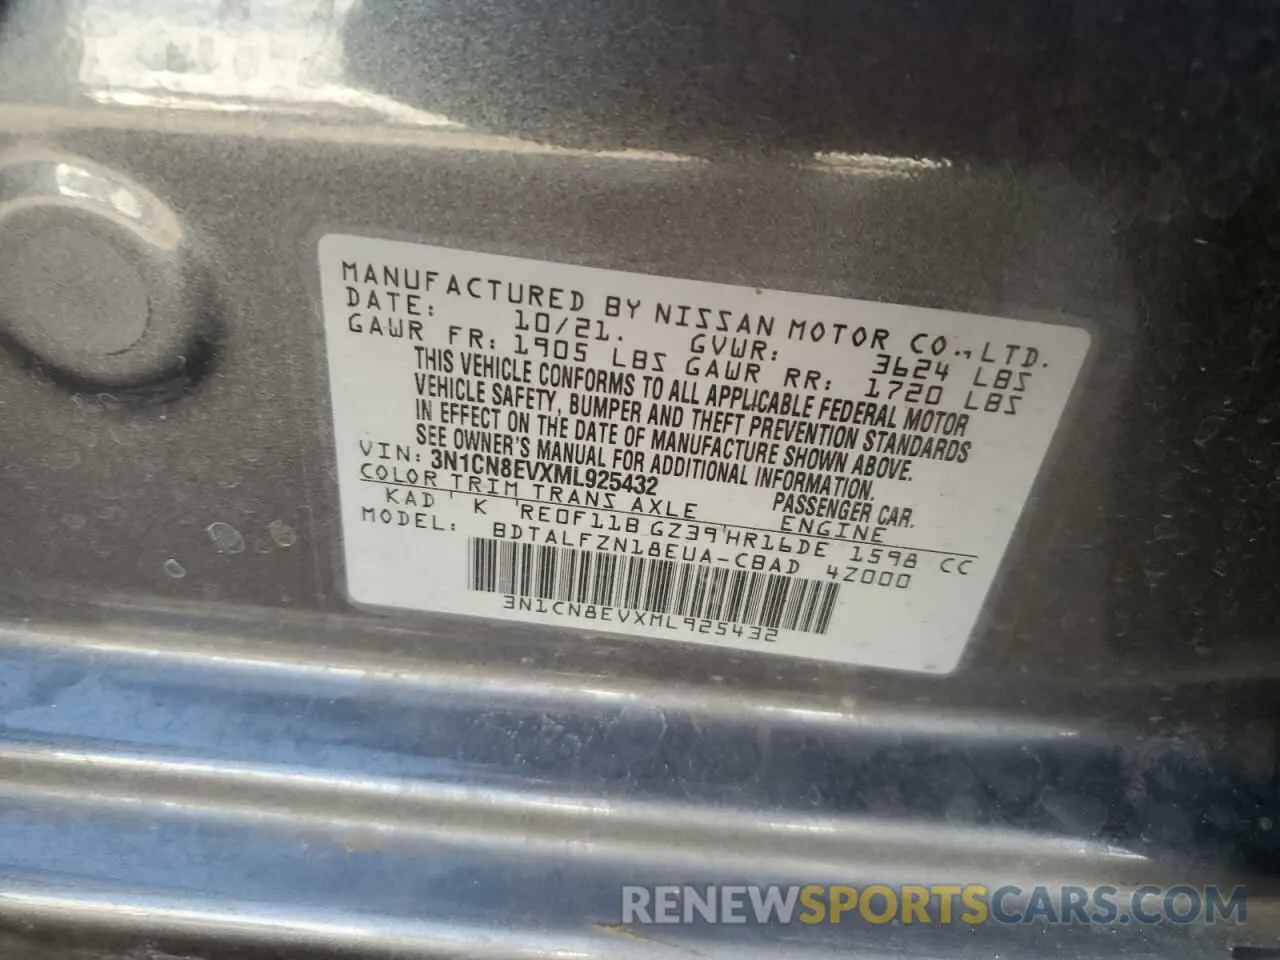 MANUFACTURED BY NISSAN MOTOR CO., LTD.
DATE: 10/21. GVWR: 3624 LBS
GAWR FR: 1905 LBS GAWR RR: 1720 LBS
THIS VEHICLE CONFORMS TO ALL APPLICABLE FEDERAL MOTOR
VEHICLE SAFETY, BUMPER AND THEFT PREVENTION STANDARDS
IN EFFECT ON THE DATE OF MANUFACTURE SHOWN ABOVE.
SEE OWNER'S MANUAL FOR ADDITIONAL INFORMATION.
VIN: 3N1CN8EVXML925432 PASSENGER CAR.
COLOR TRIM TRANS AXLE ENGINE
KAD ' K 'RE0F11B GZ39'HR16DE 1598 CC
MODEL: BDTALFZN18EUA-CBAD 4Z000
3N1CN8EVXML925432
RENEWSPORTSCARS.COM